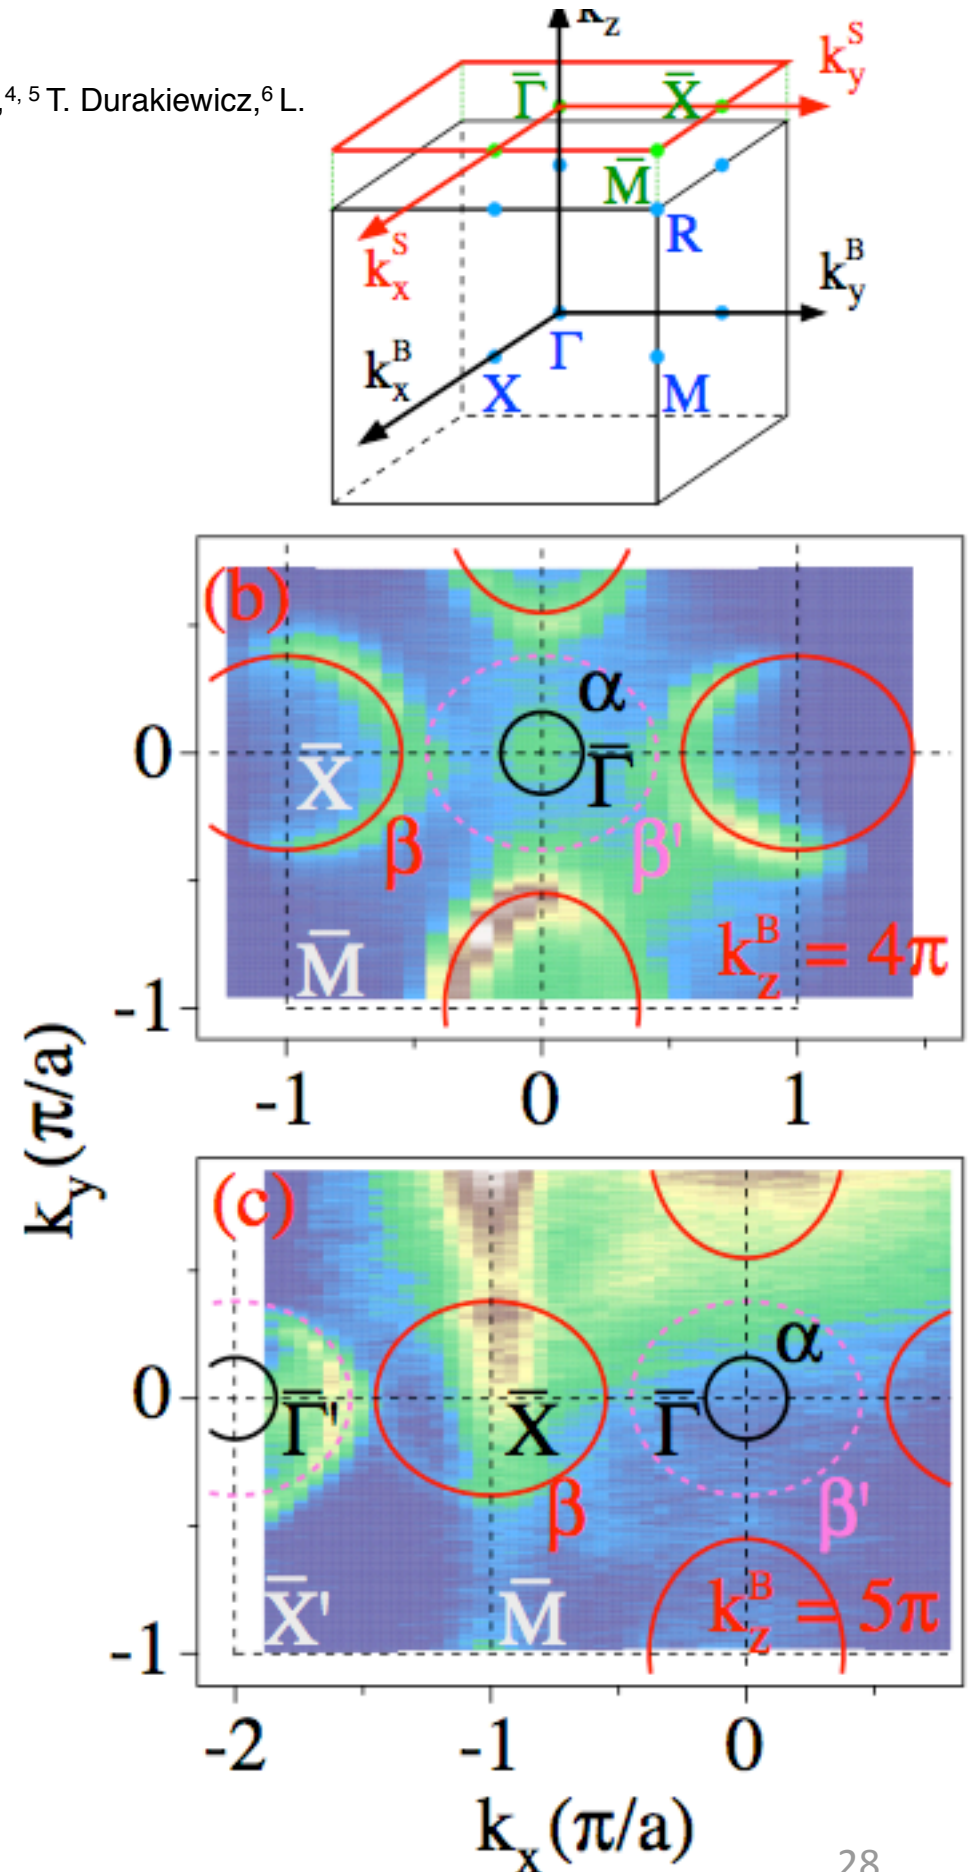 k_z
,4, 5 T. Durakiewicz,6 L.
k_y^S
Γ̅ X̅
M̅
R
k_x^S
k_y^B
Γ
k_x^B
X M
(b)
α
0
X̅ Γ̅
β β'
M̅ k_z^B = 4π
-1
-1 0 1
k_y (π/a)
(c)
α
0
Γ̅' X̅ Γ̅
β β'
X̅' M̅ k_z^B = 5π
-1
-2 -1 0
k_x (π/a)
28